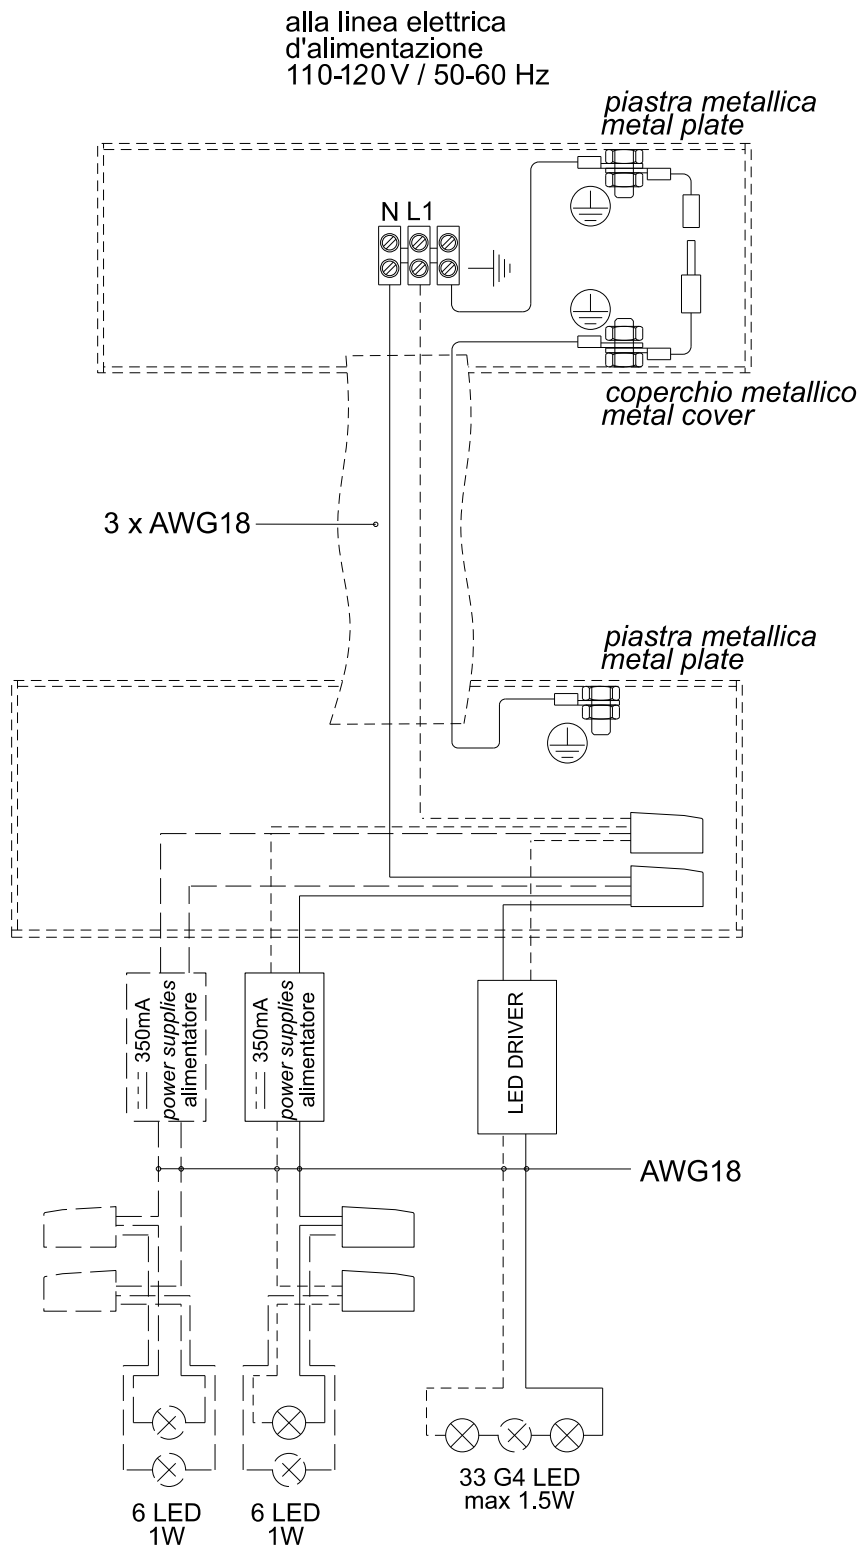 alla linea elettrica
d'alimentazione
110-120 V / 50-60 Hz
piastra metallica
metal plate
N L1
coperchio metallico
metal cover
3 x AWG18
piastra metallica
metal plate
350mA
power supplies
alimentatore
350mA
power supplies
alimentatore
LED DRIVER
AWG18
33 G4 LED
max 1.5W
6 LED
1W
6 LED
1W